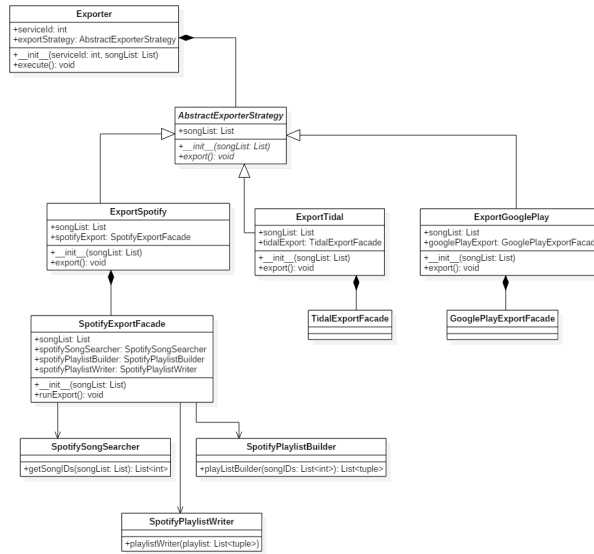 Exporter
+serviceId: int
+exportStrategy: AbstractExporterStrategy
+__init__(serviceId: int, songList: List)
+execute(): void
AbstractExporterStrategy
+songList: List
+__init__(songList: List)
+export(): void
ExportSpotify
+songList: List
+spotifyExport: SpotifyExportFacade
+__init__(songList: List)
+export(): void
ExportTidal
+songList: List
+tidalExport: TidalExportFacade
+__init__(songList: List)
+export(): void
ExportGooglePlay
+songList: List
+googlePlayExport: GooglePlayExportFacad
+__init__(songList: List)
+export(): void
SpotifyExportFacade
+songList: List
+spotifySongSearcher: SpotifySongSearcher
+spotifyPlaylistBuilder: SpotifyPlaylistBuilder
+spotifyPlaylistWriter: SpotifyPlaylistWriter
+__init__(songList: List)
+runExport(): void
TidalExportFacade
GooglePlayExportFacade
SpotifySongSearcher
+getSongIDs(songList: List): List<int>
SpotifyPlaylistBuilder
+playListBuilder(songIDs: List<int>): List<tuple>
SpotifyPlaylistWriter
+playlistWriter(playlist: List<tuple>)